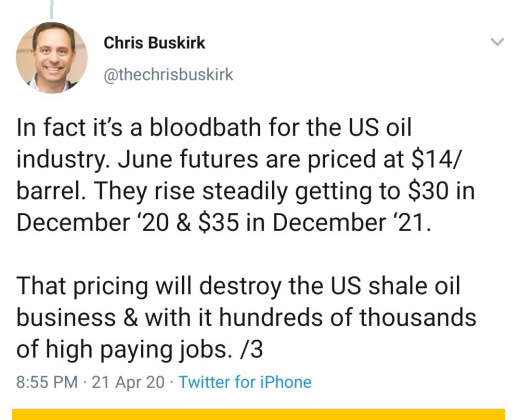 Chris Buskirk
@thechrisbuskirk
In fact it’s a bloodbath for the US oil
industry. June futures are priced at $14/
barrel. They rise steadily getting to $30 in
December ‘20 & $35 in December ‘21.
That pricing will destroy the US shale oil
business & with it hundreds of thousands
of high paying jobs. /3
8:55 PM · 21 Apr 20 · Twitter for iPhone